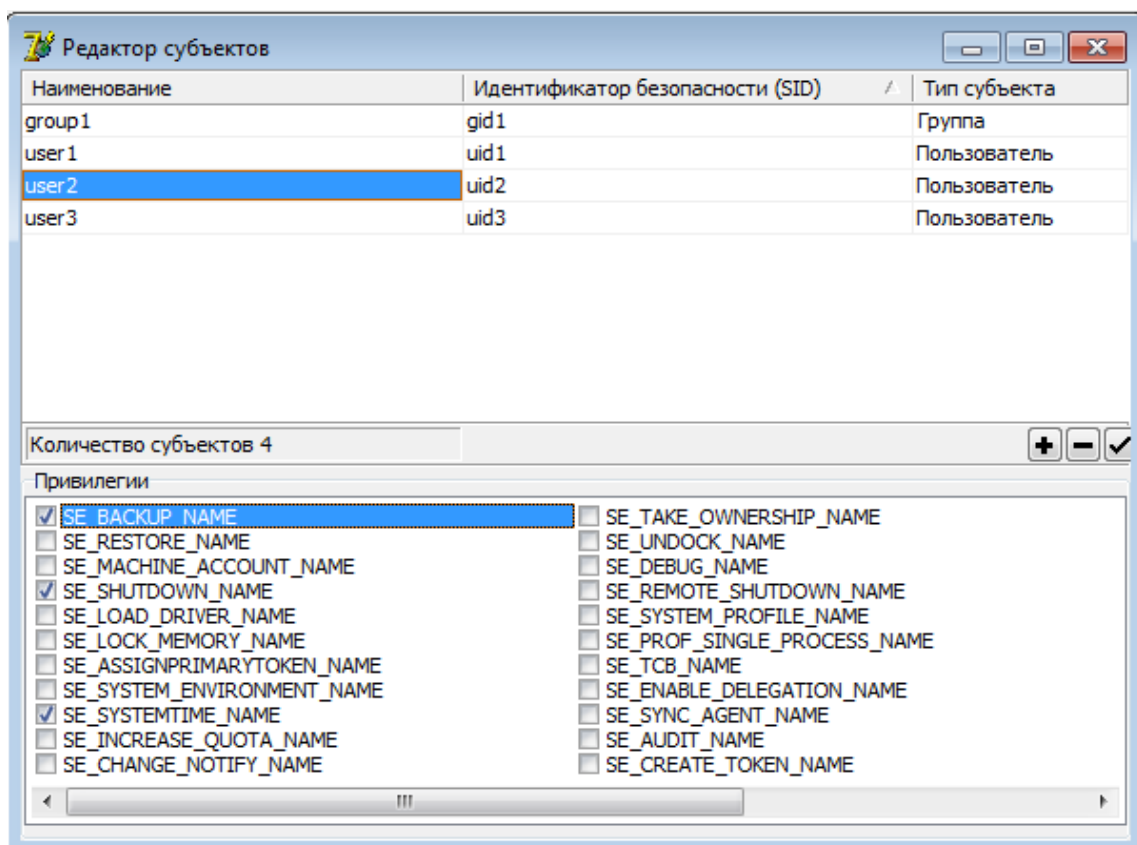 Редактор субъектов
Наименование Идентификатор безопасности (SID) Тип субъекта
group1 gid1 Группа
user1 uid1 Пользователь
user2 uid2 Пользователь
user3 uid3 Пользователь
Количество субъектов 4
Привилегии
SE_BACKUP_NAME
SE_RESTORE_NAME
SE_MACHINE_ACCOUNT_NAME
SE_SHUTDOWN_NAME
SE_LOAD_DRIVER_NAME
SE_LOCK_MEMORY_NAME
SE_ASSIGNPRIMARYTOKEN_NAME
SE_SYSTEM_ENVIRONMENT_NAME
SE_SYSTEMTIME_NAME
SE_INCREASE_QUOTA_NAME
SE_CHANGE_NOTIFY_NAME
SE_TAKE_OWNERSHIP_NAME
SE_UNDOCK_NAME
SE_DEBUG_NAME
SE_REMOTE_SHUTDOWN_NAME
SE_SYSTEM_PROFILE_NAME
SE_PROF_SINGLE_PROCESS_NAME
SE_TCB_NAME
SE_ENABLE_DELEGATION_NAME
SE_SYNC_AGENT_NAME
SE_AUDIT_NAME
SE_CREATE_TOKEN_NAME